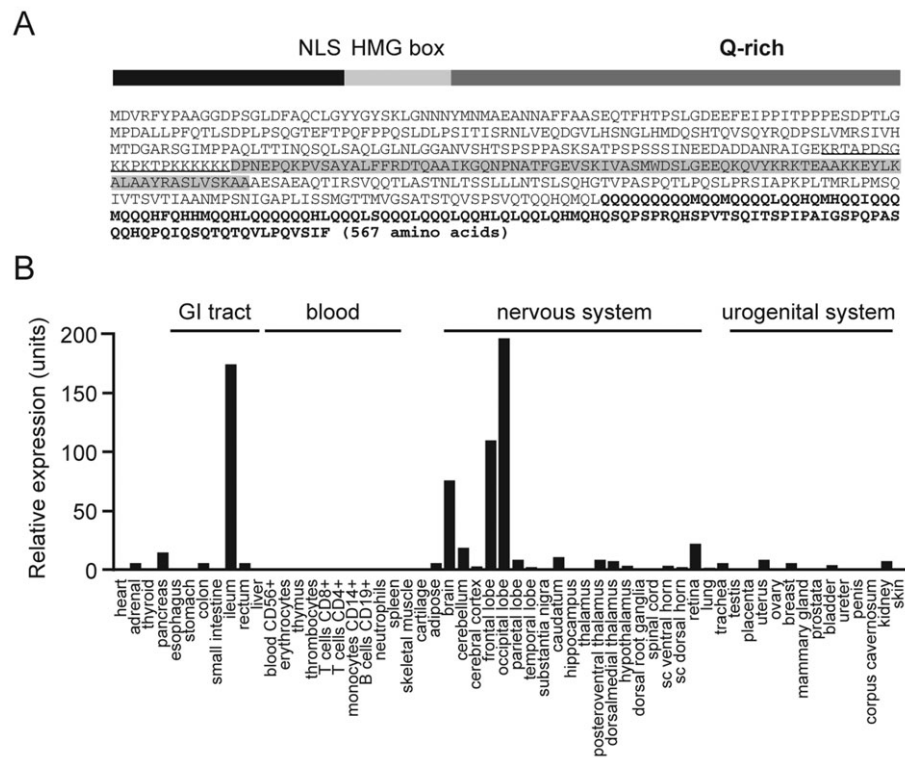 A
NLS HMG box Q-rich
MDVRFYPAAGGDPSGLDFAQCLGYYGYSKLGNNNYMNMAEANNAFFAASEQTFHTPSLGDEEFEIPPITPPPESDPTLG
MPDALLPFQTLSDPLPSQGTEFTPQFPPQSLDLPSITISRNLVEQDGVLHSNGLHMDQSHTQVSQYRQDPSLVMRSIVH
MTDGARSGIMPPAQLTTINQSQLSAQLGLNLGGANVSHTSPSPPASKSATPSPSSSINEEDADDANRAIGEKRTAPDSG
KKPKTPKKKKKKDPNEPQKPVSAYALFFRDTQAAIKGQNPNATFGEVSKIVASMWDSLGEEQKQVYKRKTEAAKKEYLK
ALAAYRASLVSKAAAESAEAQTIRSVQQTLASTNLTSSLLLNTSLSQHGTVPASPQTLPQSLPRSIAPKPLTMRLPMSQ
IVTSVTIAANMPSNIGAPLISSMGTTMVGSATSTQVSPSVQTQQHQMQLQQQQQQQQQMQQMQQQQLQQHQMHQQIQQQ
MQQQHFQHHMQQHLQQQQQQHLQQQLSQQQLQQQLQQHLQLQQLQHMQHQSQPSPRQHSPVTSQITSPIPAIGSPQPAS
QQHQPQIQSQTQTQVLPQVSIF (567 amino acids)
B
GI tract blood nervous system urogenital system
Relative expression (units)
200
150
100
50
0
heart
adrenal
thyroid
pancreas
esophagus
stomach
colon
small intestine
ileum
rectum
liver
blood CD56+
erythrocytes
thymus
thrombocytes
T cells CD8+
T cells CD4+
monocytes CD14+
B cells CD19+
neutrophils
spleen
skeletal muscle
cartilage
adipose
brain
cerebellum
cerebral cortex
frontal lobe
occipital lobe
parietal lobe
temporal lobe
substantia nigra
caudatum
hippocampus
thalamus
posteroventral thalamus
dorsalmedial thalamus
hypothalamus
dorsal root ganglia
spinal cord
sc ventral horn
sc dorsal horn
retina
lung
trachea
testis
placenta
uterus
ovary
breast
mammary gland
prostata
bladder
ureter
penis
corpus cavernosum
kidney
skin